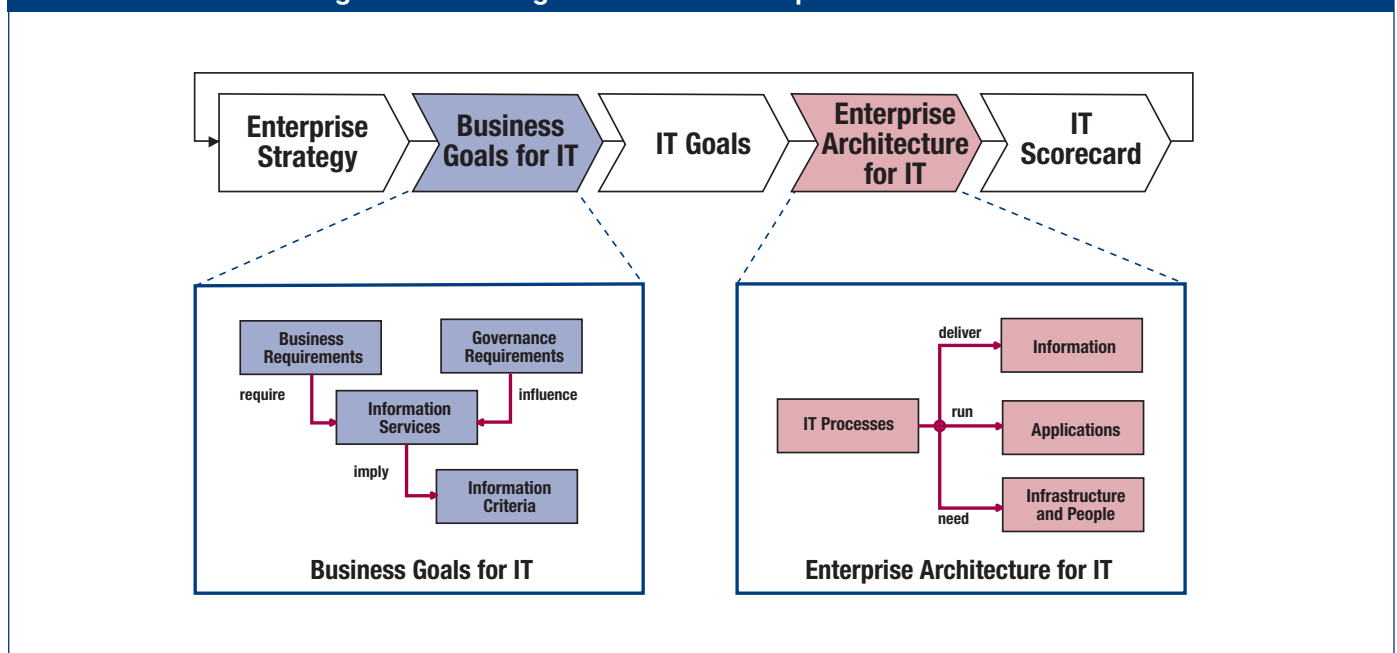 Enterprise
Strategy
Business
Goals for IT
IT Goals
Enterprise
Architecture
for IT
IT
Scorecard
Business
Requirements
Governance
Requirements
require
influence
Information
Services
imply
Information
Criteria
Business Goals for IT
deliver
Information
IT Processes
run
Applications
need
Infrastructure
and People
Enterprise Architecture for IT